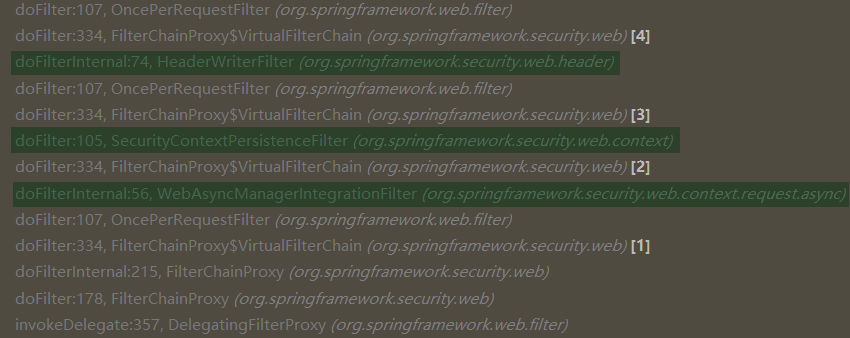 doFilter:107, OncePerRequestFilter (org.springframework.web.filter)
doFilter:334, FilterChainProxy$VirtualFilterChain (org.springframework.security.web) [4]
doFilterInternal:74, HeaderWriterFilter (org.springframework.security.web.header)
doFilter:107, OncePerRequestFilter (org.springframework.web.filter)
doFilter:334, FilterChainProxy$VirtualFilterChain (org.springframework.security.web) [3]
doFilter:105, SecurityContextPersistenceFilter (org.springframework.security.web.context)
doFilter:334, FilterChainProxy$VirtualFilterChain (org.springframework.security.web) [2]
doFilterInternal:56, WebAsyncManagerIntegrationFilter (org.springframework.security.web.context.request.async)
doFilter:107, OncePerRequestFilter (org.springframework.web.filter)
doFilter:334, FilterChainProxy$VirtualFilterChain (org.springframework.security.web) [1]
doFilterInternal:215, FilterChainProxy (org.springframework.security.web)
doFilter:178, FilterChainProxy (org.springframework.security.web)
invokeDelegate:357, DelegatingFilterProxy (org.springframework.web.filter)